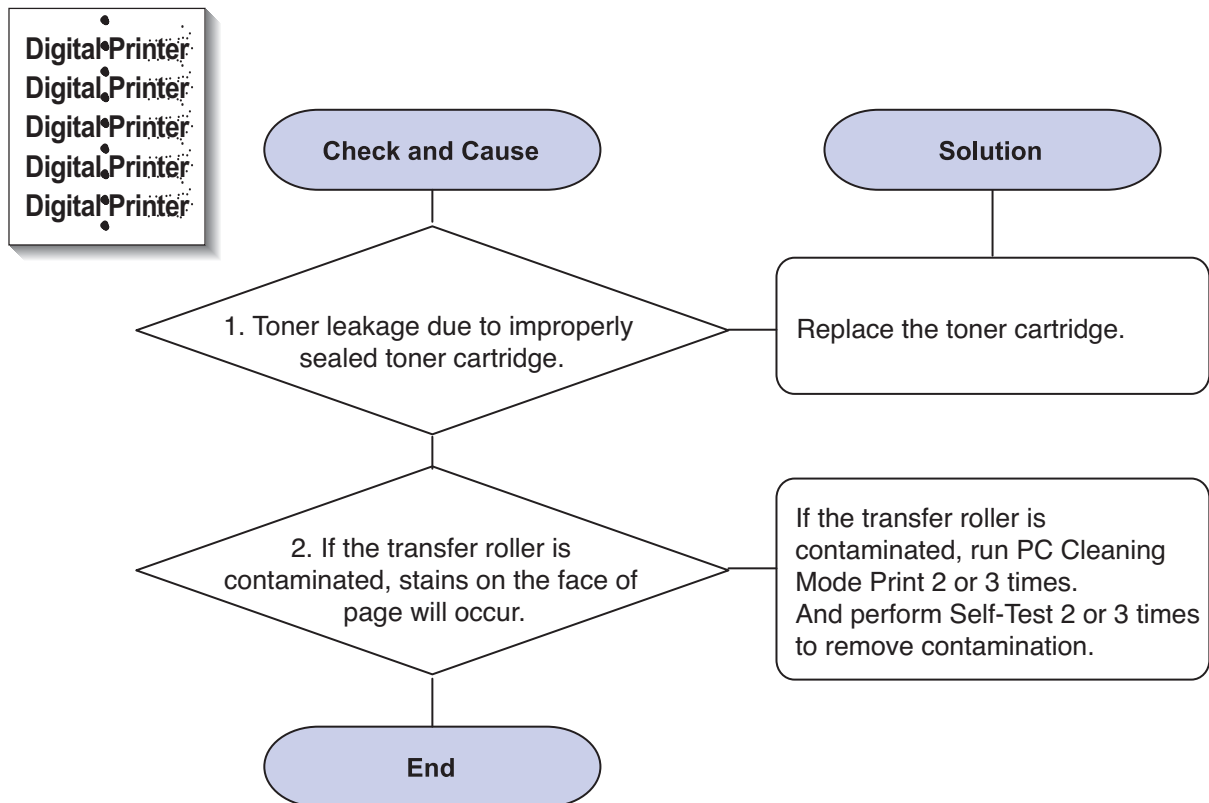 Digital Printer
Digital Printer
Digital Printer
Digital Printer
Digital Printer
Check and Cause
Solution
1. Toner leakage due to improperly
sealed toner cartridge.
Replace the toner cartridge.
2. If the transfer roller is
contaminated, stains on the face of
page will occur.
If the transfer roller is
contaminated, run PC Cleaning
Mode Print 2 or 3 times.
And perform Self-Test 2 or 3 times
to remove contamination.
End